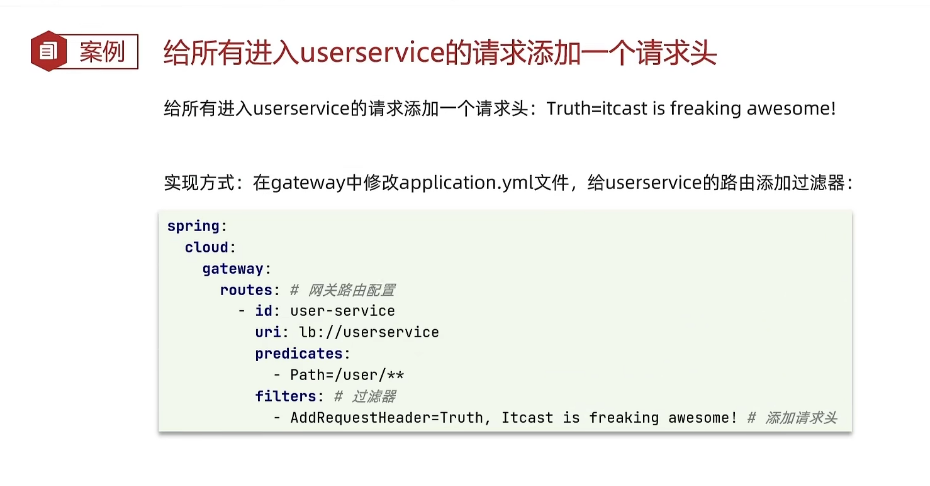 案例
给所有进入userservice的请求添加一个请求头
给所有进入userservice的请求添加一个请求头：Truth=itcast is freaking awesome!
实现方式：在gateway中修改application.yml文件，给userservice的路由添加过滤器：
spring:
  cloud:
    gateway:
      routes: # 网关路由配置
        - id: user-service
          uri: lb://userservice
          predicates:
            - Path=/user/**
          filters: # 过滤器
            - AddRequestHeader=Truth, Itcast is freaking awesome! # 添加请求头